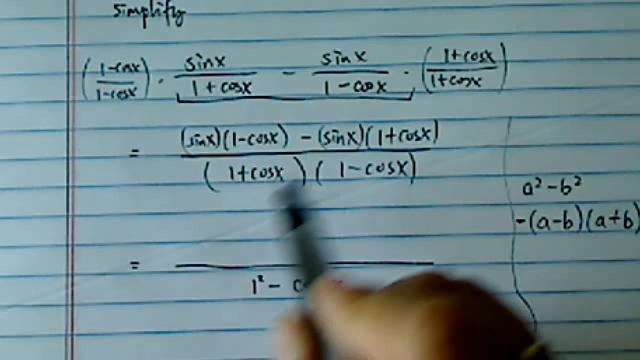 simplify
(1-cosx / 1-cosx) · sinx / 1+cosx - sinx / 1-cosx · (1+cosx / 1+cosx)
= (sinx)(1-cosx) - (sinx)(1+cosx) / (1+cosx)(1-cosx)
a²-b²
-(a-b)(a+b)
= 1²-